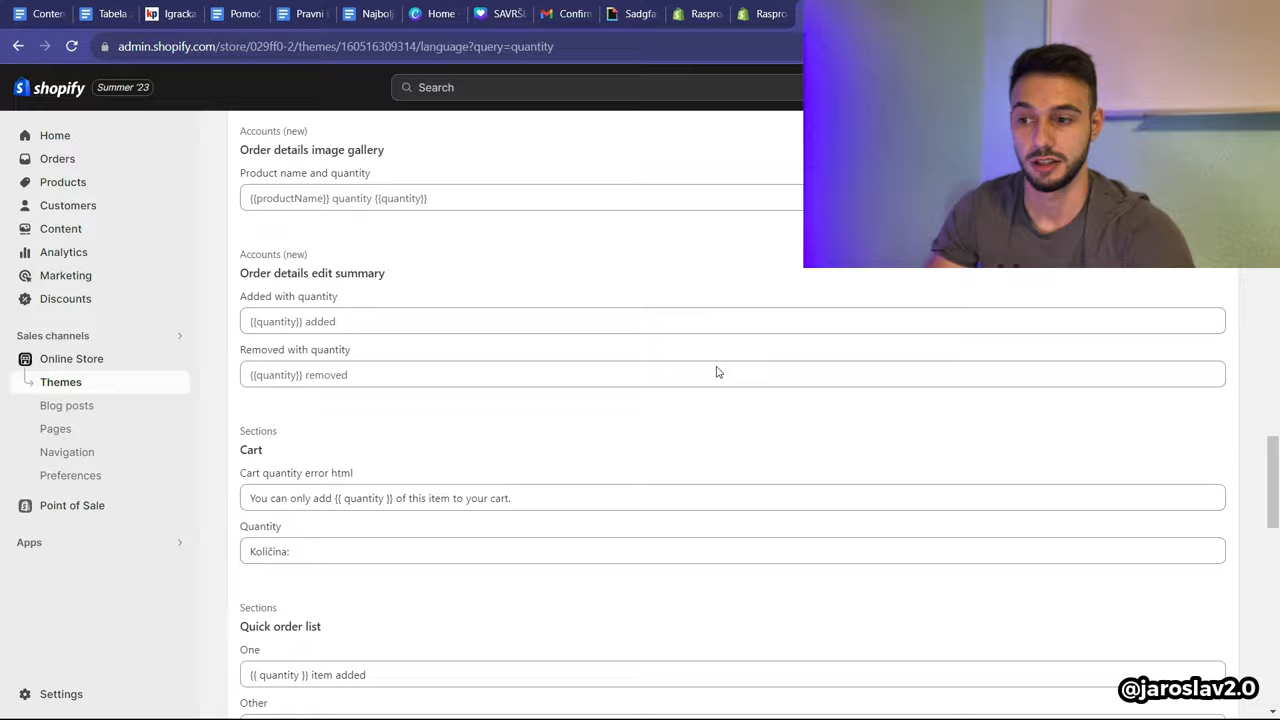 Conten
Tabela
Igracka
Pomoć
Pravni
Najbolj
Home
SAVRŠ
Confirm
Sadgfa
Raspro
Raspro
admin.shopify.com/store/029ff0-2/themes/160516309314/language?query=quantity
shopify Summer '23
Search
Home
Orders
Products
Customers
Content
Analytics
Marketing
Discounts
Sales channels
Online Store
Themes
Blog posts
Pages
Navigation
Preferences
Point of Sale
Apps
Settings
Accounts (new)
Order details image gallery
Product name and quantity
{{productName}} quantity {{quantity}}
Accounts (new)
Order details edit summary
Added with quantity
{{quantity}} added
Removed with quantity
{{quantity}} removed
Sections
Cart
Cart quantity error html
You can only add {{ quantity }} of this item to your cart.
Quantity
Količina:
Sections
Quick order list
One
{{ quantity }} item added
Other
@jaroslav2.0